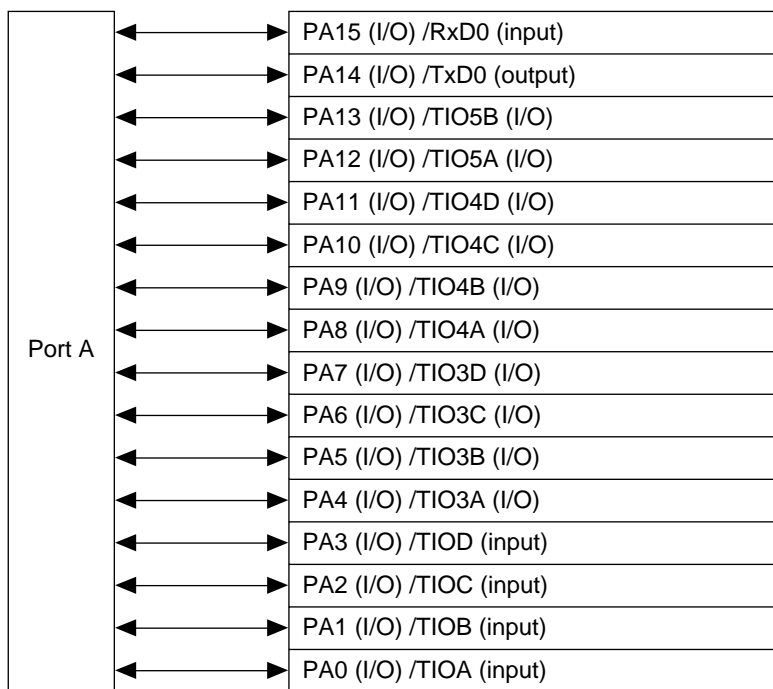 PA15 (I/O) /RxD0 (input)
PA14 (I/O) /TxD0 (output)
PA13 (I/O) /TIO5B (I/O)
PA12 (I/O) /TIO5A (I/O)
PA11 (I/O) /TIO4D (I/O)
PA10 (I/O) /TIO4C (I/O)
PA9 (I/O) /TIO4B (I/O)
PA8 (I/O) /TIO4A (I/O)
Port A
PA7 (I/O) /TIO3D (I/O)
PA6 (I/O) /TIO3C (I/O)
PA5 (I/O) /TIO3B (I/O)
PA4 (I/O) /TIO3A (I/O)
PA3 (I/O) /TIOD (input)
PA2 (I/O) /TIOC (input)
PA1 (I/O) /TIOB (input)
PA0 (I/O) /TIOA (input)